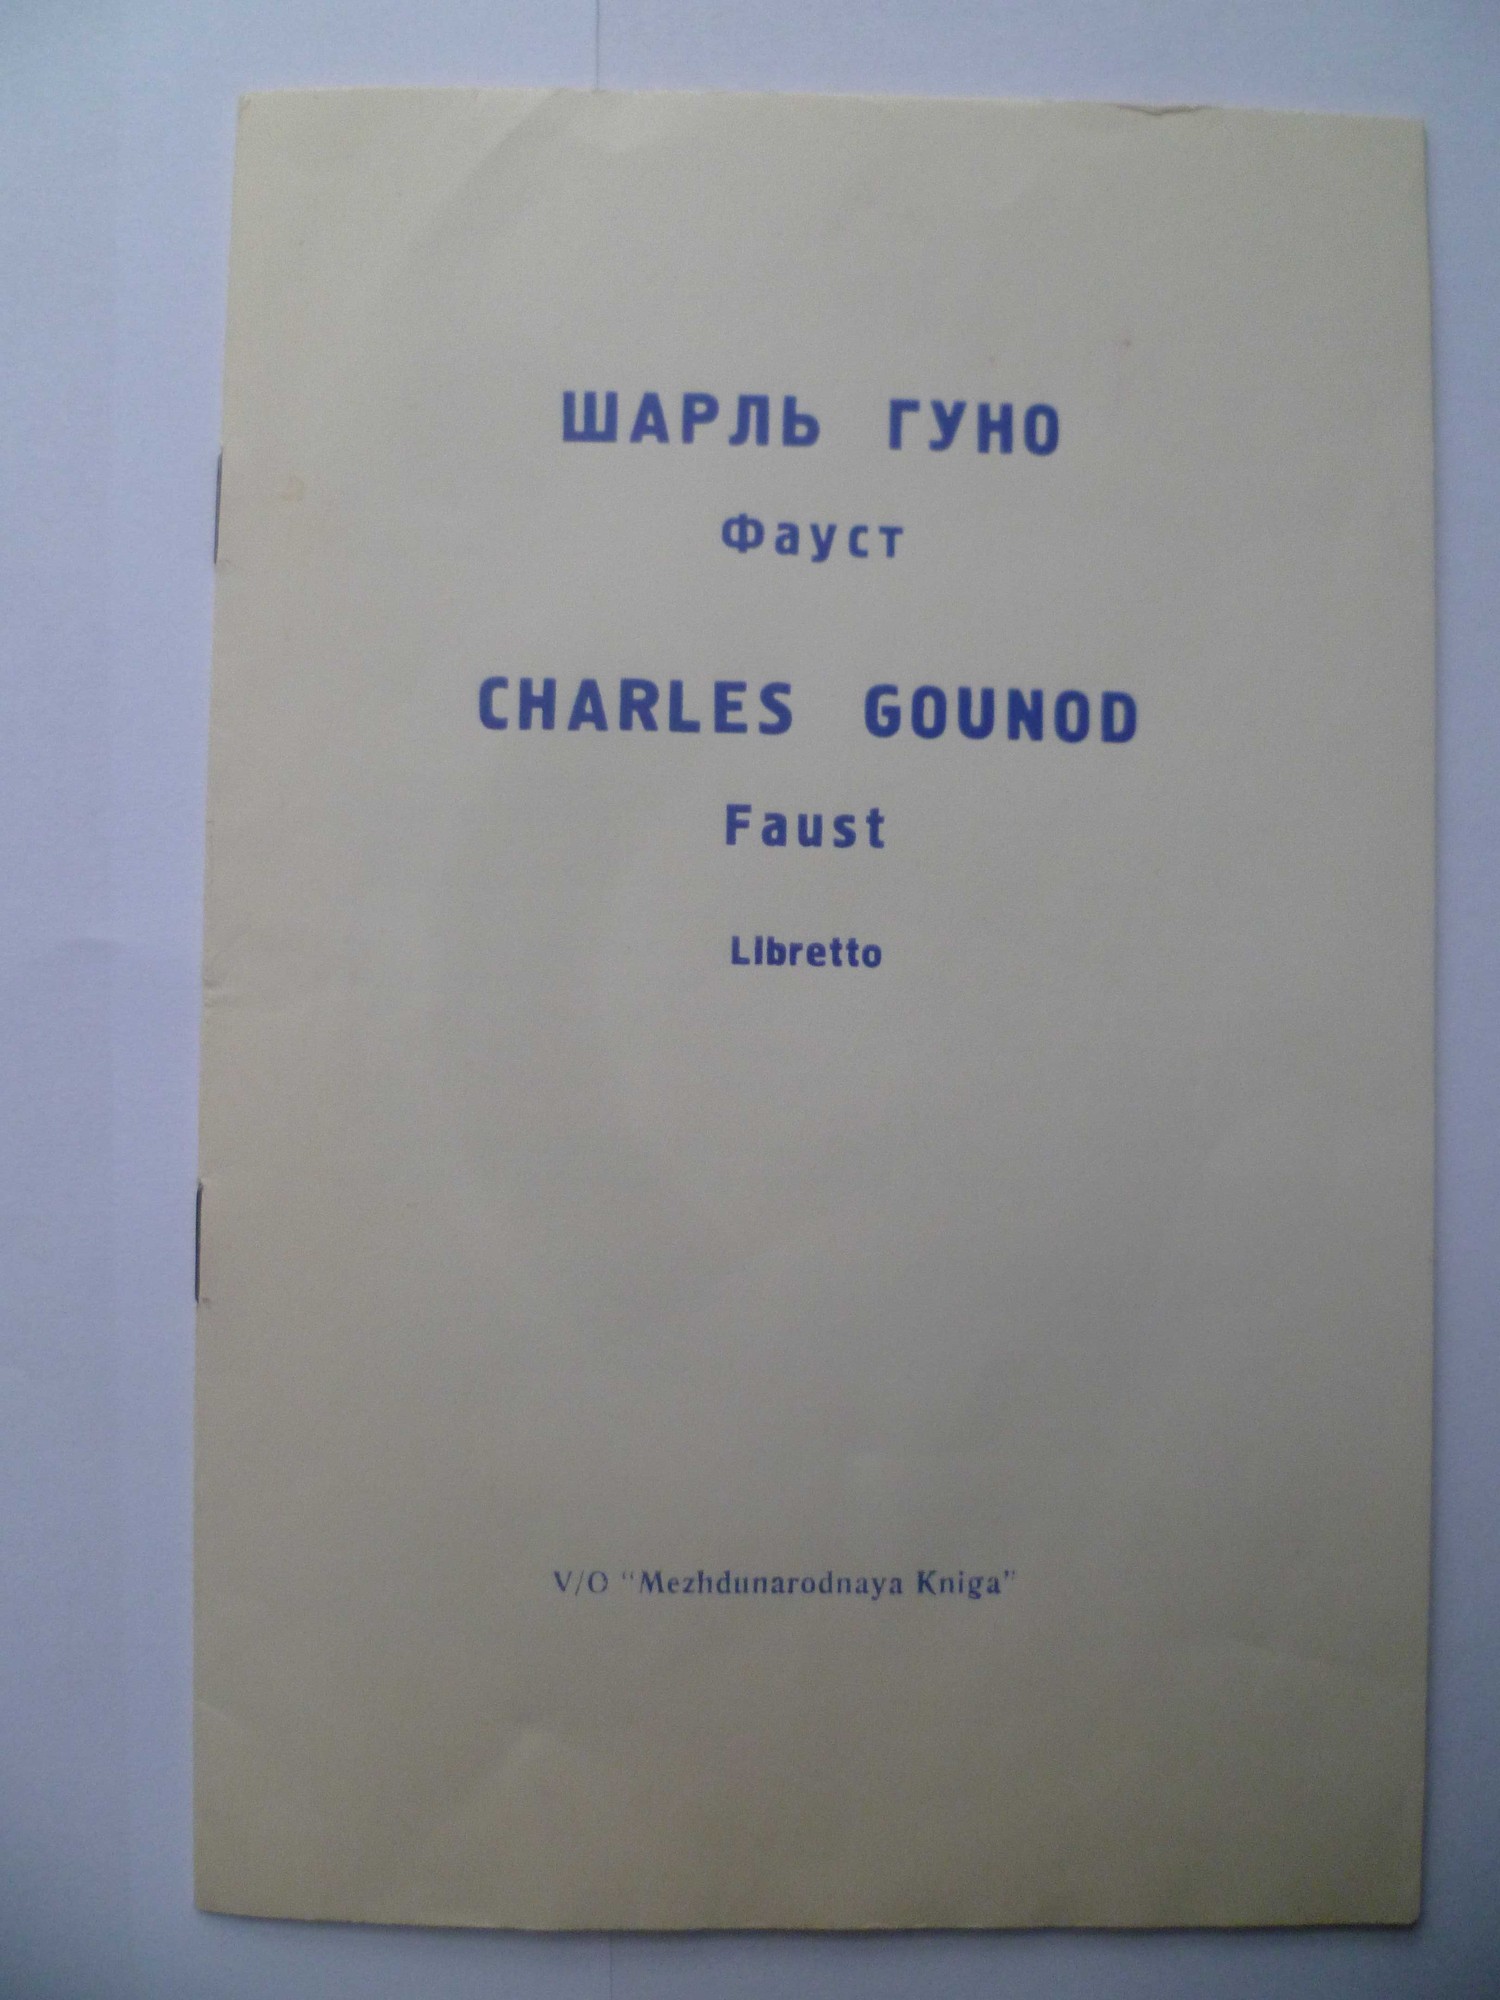 ШАРЛЬ ГУНО
Фауст
CHARLES GOUNOD
Faust
Libretto
V/O "Mezhdunarodnaya Kniga"